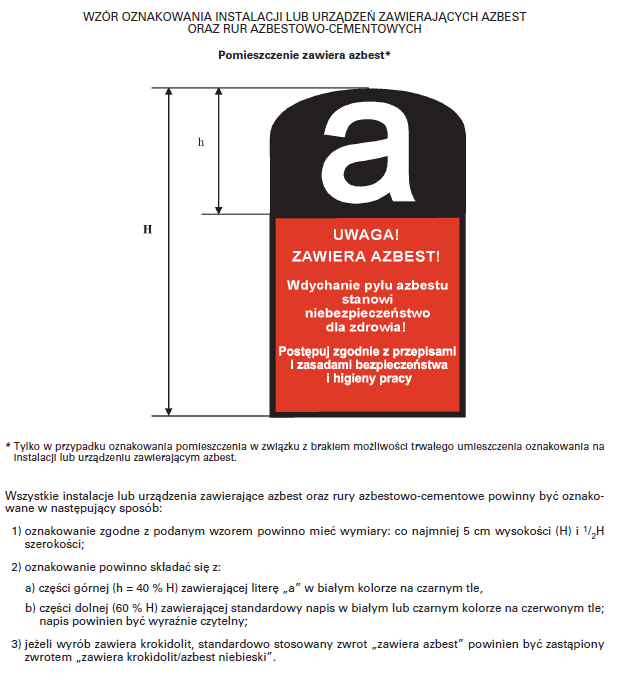 WZÓR OZNAKOWANIA INSTALACJI LUB URZĄDZEŃ ZAWIERAJĄCYCH AZBEST
ORAZ RUR AZBESTOWO-CEMENTOWYCH
Pomieszczenie zawiera azbest*
h
H
a
UWAGA!
ZAWIERA AZBEST!
Wdychanie pyłu azbestu
stanowi
niebezpieczeństwo
dla zdrowia!
Postępuj zgodnie z przepisami
i zasadami bezpieczeństwa
i higieny pracy
* Tylko w przypadku oznakowania pomieszczenia w związku z brakiem możliwości trwałego umieszczenia oznakowania na
instalacji lub urządzeniu zawierającym azbest.
Wszystkie instalacje lub urządzenia zawierające azbest oraz rury azbestowo-cementowe powinny być oznako-
wane w następujący sposób:
1) oznakowanie zgodne z podanym wzorem powinno mieć wymiary: co najmniej 5 cm wysokości (H) i 1/2H
szerokości;
2) oznakowanie powinno składać się z:
a) części górnej (h = 40 % H) zawierającej literę „a” w białym kolorze na czarnym tle,
b) części dolnej (60 % H) zawierającej standardowy napis w białym lub czarnym kolorze na czerwonym tle;
napis powinien być wyraźnie czytelny;
3) jeżeli wyrób zawiera krokidolit, standardowo stosowany zwrot „zawiera azbest” powinien być zastąpiony
zwrotem „zawiera krokidolit/azbest niebieski”.